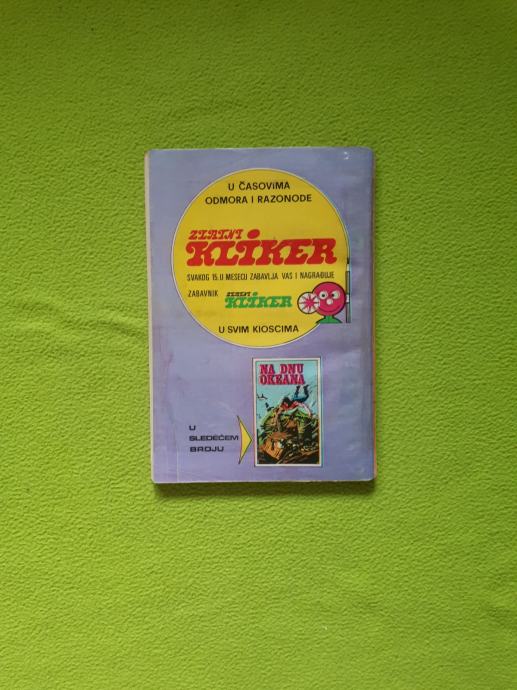 U ČASOVIMA
ODMORA I RAZONODE
ZLATNI
KLIKER
SVAKOG 15. U MESECU ZABAVLJA VAS I NAGRAĐUJE
ZABAVNIK ZLATNI KLIKER
U SVIM KIOSCIMA
NA DNU
OKEANA
U
SLEDEĆEM
BROJU